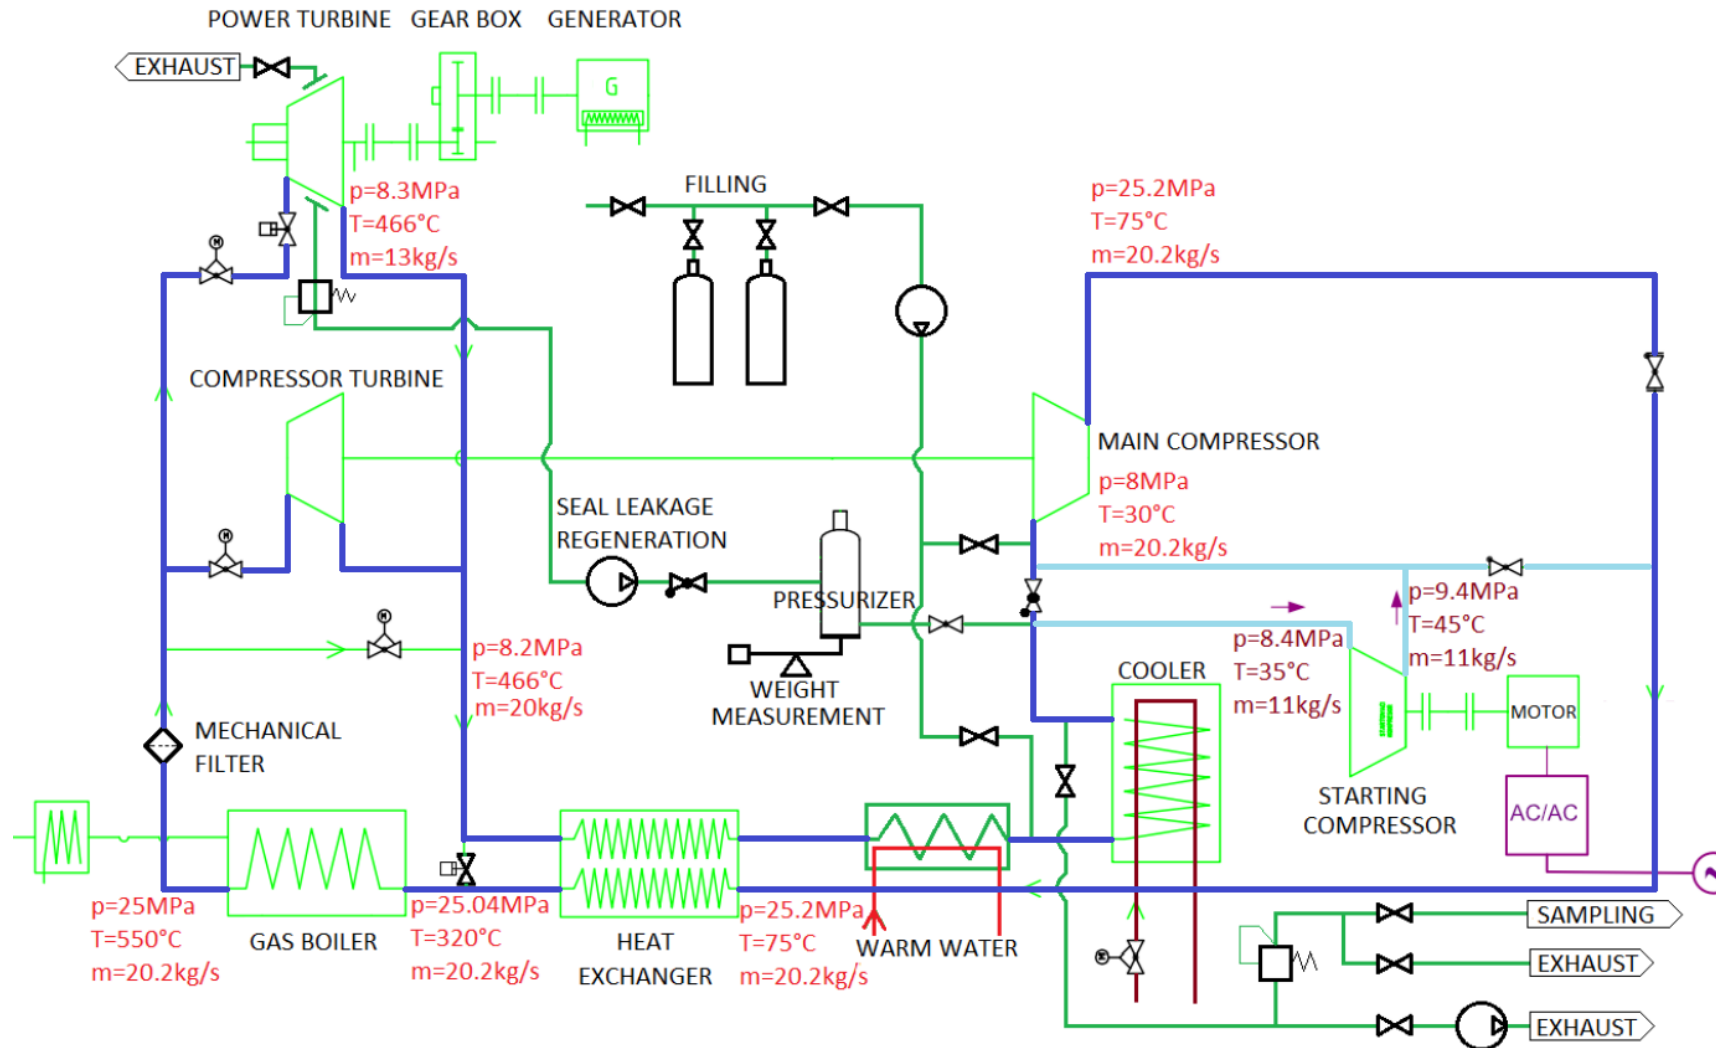 POWER TURBINE GEAR BOX GENERATOR
EXHAUST
G
p=8.3MPa
T=466°C
m=13kg/s
FILLING
p=25.2MPa
T=75°C
m=20.2kg/s
M
COMPRESSOR TURBINE
MAIN COMPRESSOR
p=8MPa
T=30°C
m=20.2kg/s
SEAL LEAKAGE
REGENERATION
M
PRESSURIZER
p=9.4MPa
T=45°C
m=11kg/s
p=8.4MPa
T=35°C
m=11kg/s
M
p=8.2MPa
T=466°C
m=20kg/s
WEIGHT
MEASUREMENT
COOLER
MOTOR
MECHANICAL
FILTER
STARTING
COMPRESSOR
AC/AC
p=25MPa
T=550°C
m=20.2kg/s
GAS BOILER
p=25.04MPa
T=320°C
m=20.2kg/s
HEAT
EXCHANGER
p=25.2MPa
T=75°C
m=20.2kg/s
WARM WATER
M
SAMPLING
EXHAUST
EXHAUST